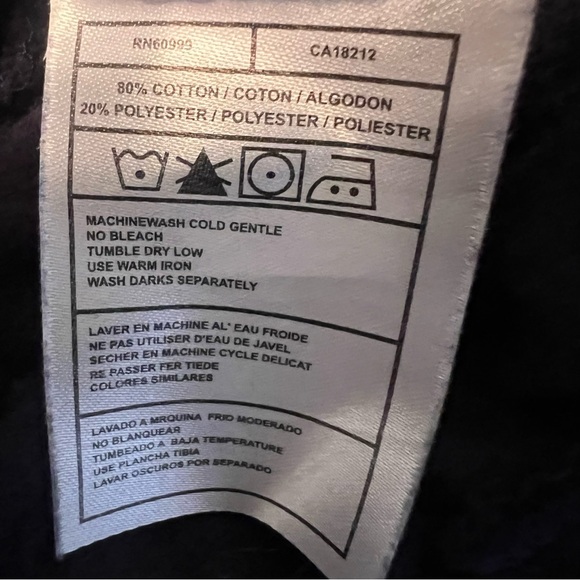 RN60999
CA18212
80% COTTON / COTON / ALGODON
20% POLYESTER / POLYESTER / POLIESTER
MACHINEWASH COLD GENTLE
NO BLEACH
TUMBLE DRY LOW
USE WARM IRON
WASH DARKS SEPARATELY
LAVER EN MACHINE AL' EAU FROIDE
NE PAS UTILISER D'EAU DE JAVEL
SECHER EN MACHINE CYCLE DELICAT
RE PASSER FER TIEDE
COLORES SIMILARES
LAVADO A MRQUINA FRIO MODERADO
NO BLANQUEAR
TUMBEADO A BAJA TEMPERATURE
USE PLANCHA TIBIA
LAVAR OSCUROS POR SEPARADO